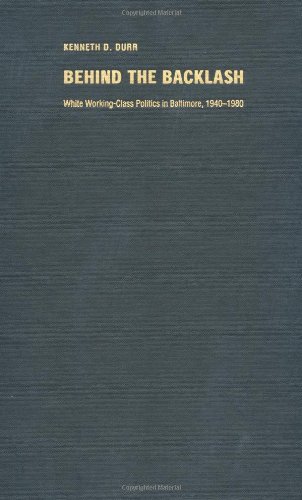 KENNETH D. DURR
BEHIND THE BACKLASH
White Working-Class Politics in Baltimore, 1940–1980